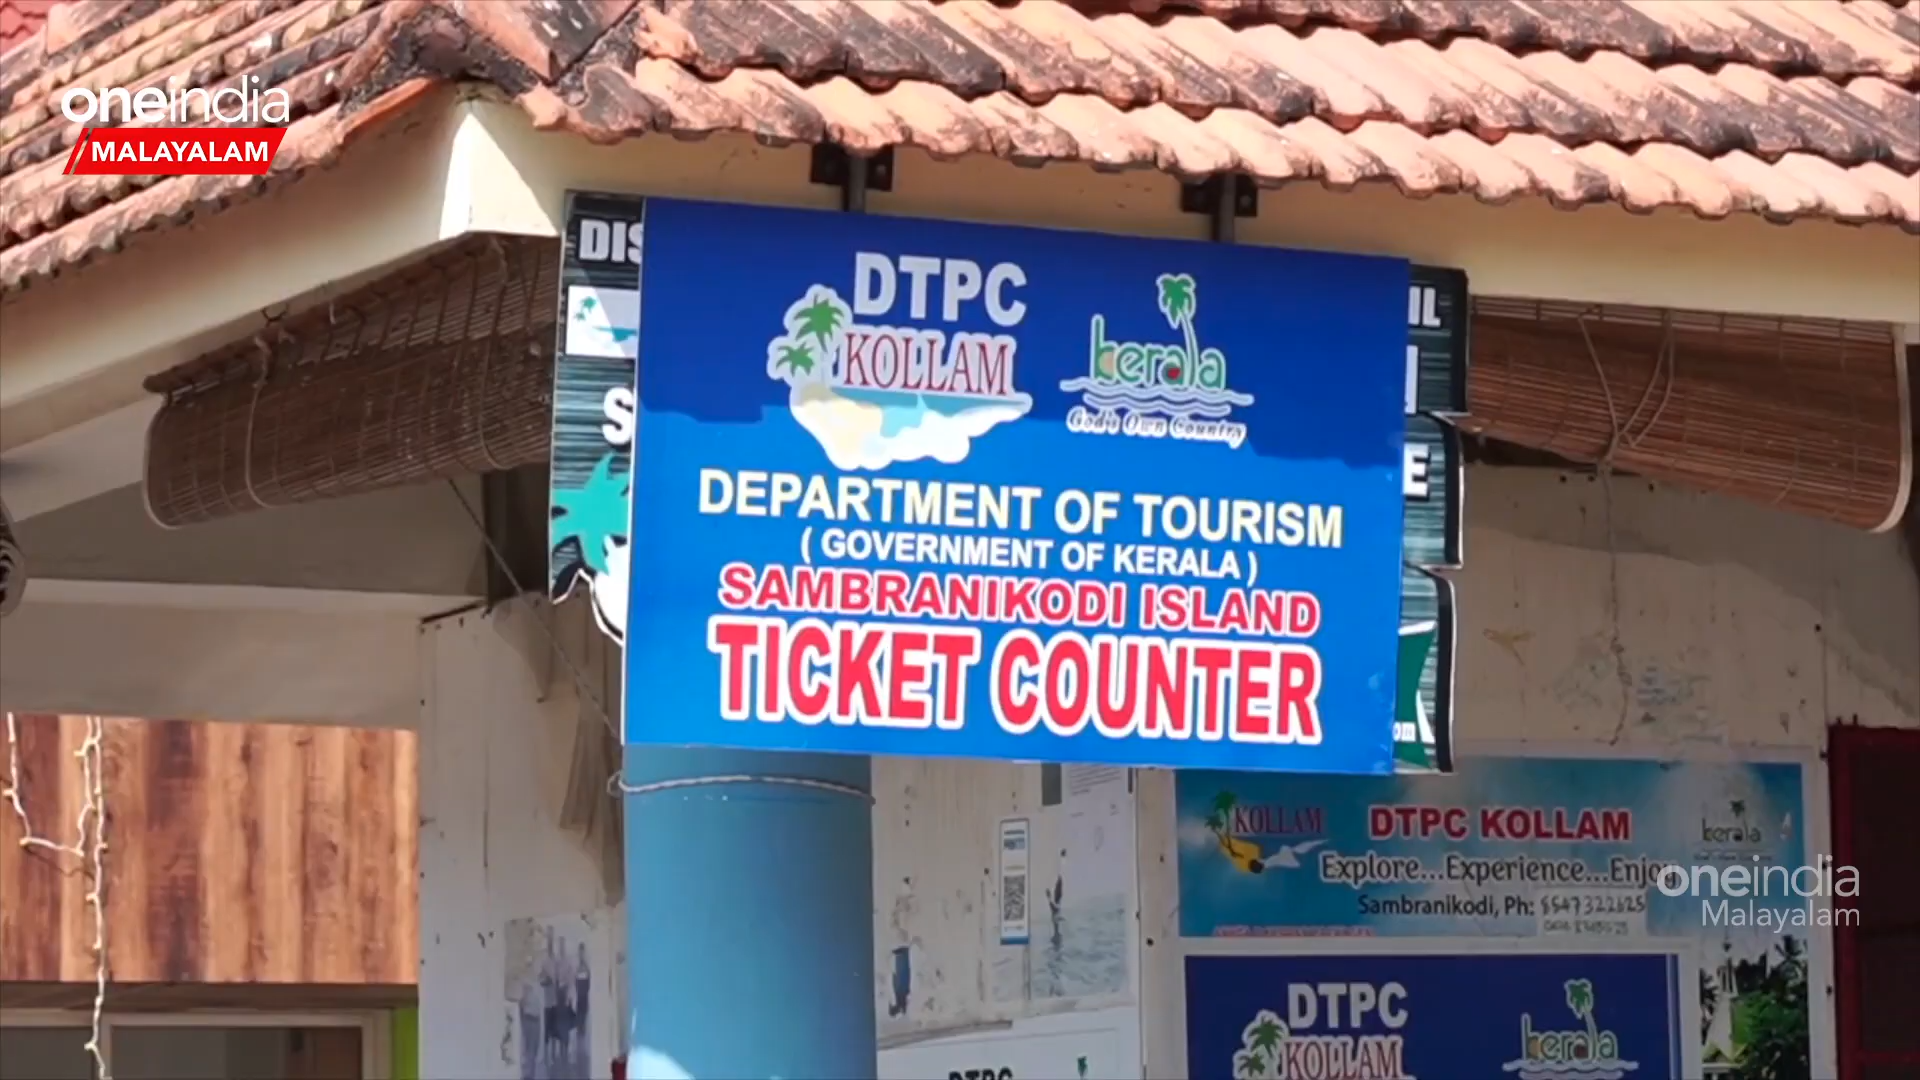 oneindia
MALAYALAM
DTPC
KOLLAM
kerala
God's Own Country
DEPARTMENT OF TOURISM
( GOVERNMENT OF KERALA )
SAMBRANIKODI ISLAND
TICKET COUNTER
KOLLAM
DTPC KOLLAM
kerala
Explore...Experience...Enjoy
Sambranikodi, Ph:
oneindia
Malayalam
DTPC
KOLLAM
kerala
DTPC